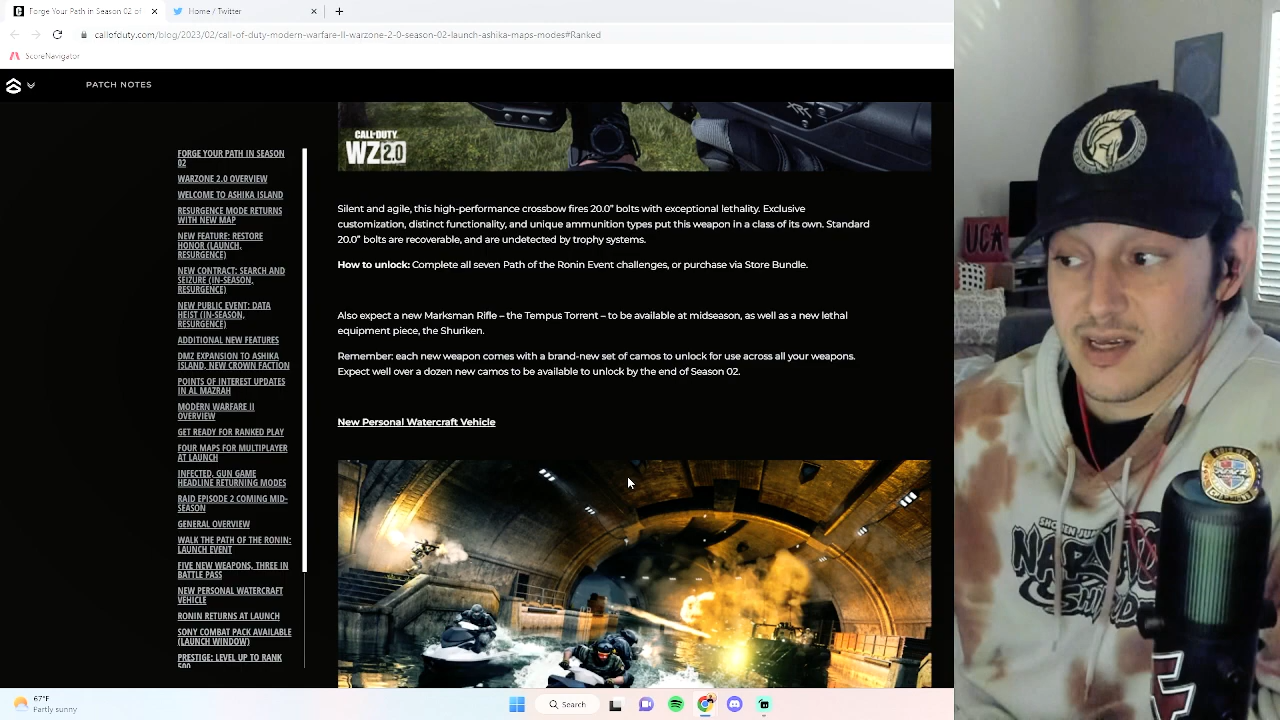 Forge Your Path in Season 02 of
Home / Twitter
callofduty.com/blog/2023/02/call-of-duty-modern-warfare-II-warzone-2-0-season-02-launch-ashika-maps-modes#Ranked
ScoreNavigator
PATCH NOTES
FORGE YOUR PATH IN SEASON
02
WARZONE 2.0 OVERVIEW
WELCOME TO ASHIKA ISLAND
RESURGENCE MODE RETURNS
WITH NEW MAP
NEW FEATURE: RESTORE
HONOR (LAUNCH,
RESURGENCE)
NEW CONTRACT: SEARCH AND
SEIZURE (IN-SEASON,
RESURGENCE)
NEW PUBLIC EVENT: DATA
HEIST (IN-SEASON,
RESURGENCE)
ADDITIONAL NEW FEATURES
DMZ EXPANSION TO ASHIKA
ISLAND, NEW CROWN FACTION
POINTS OF INTEREST UPDATES
IN AL MAZRAH
MODERN WARFARE II
OVERVIEW
GET READY FOR RANKED PLAY
FOUR MAPS FOR MULTIPLAYER
AT LAUNCH
INFECTED, GUN GAME
HEADLINE RETURNING MODES
RAID EPISODE 2 COMING MID-
SEASON
GENERAL OVERVIEW
WALK THE PATH OF THE RONIN:
LAUNCH EVENT
FIVE NEW WEAPONS, THREE IN
BATTLE PASS
NEW PERSONAL WATERCRAFT
VEHICLE
RONIN RETURNS AT LAUNCH
SONY COMBAT PACK AVAILABLE
(LAUNCH WINDOW)
PRESTIGE: LEVEL UP TO RANK
500
CALL·DUTY
WZ 2.0
Silent and agile, this high-performance crossbow fires 20.0" bolts with exceptional lethality. Exclusive
customization, distinct functionality, and unique ammunition types put this weapon in a class of its own. Standard
20.0" bolts are recoverable, and are undetected by trophy systems.
How to unlock: Complete all seven Path of the Ronin Event challenges, or purchase via Store Bundle.
Also expect a new Marksman Rifle – the Tempus Torrent – to be available at midseason, as well as a new lethal
equipment piece, the Shuriken.
Remember: each new weapon comes with a brand-new set of camos to unlock for use across all your weapons.
Expect well over a dozen new camos to be available to unlock by the end of Season 02.
New Personal Watercraft Vehicle
67°F
Partly sunny
Search
UCA
SHONEN JUMP
NARUTO